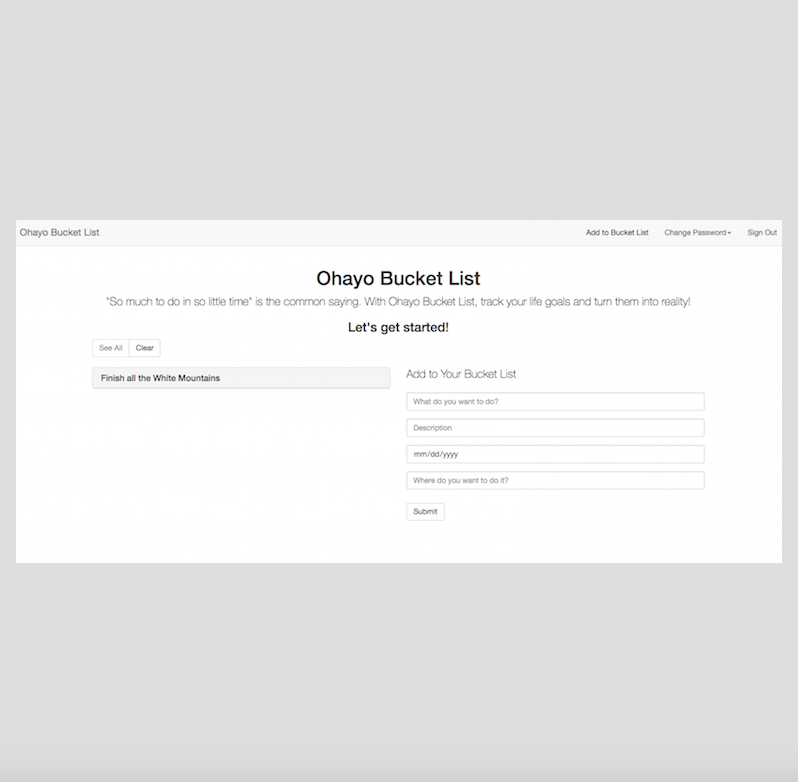 Ohayo Bucket List
Add to Bucket List
Change Password
Sign Out
Ohayo Bucket List
"So much to do in so little time" is the common saying. With Ohayo Bucket List, track your life goals and turn them into reality!
Let's get started!
See All
Clear
Finish all the White Mountains
Add to Your Bucket List
What do you want to do?
Description
mm/dd/yyyy
Where do you want to do it?
Submit